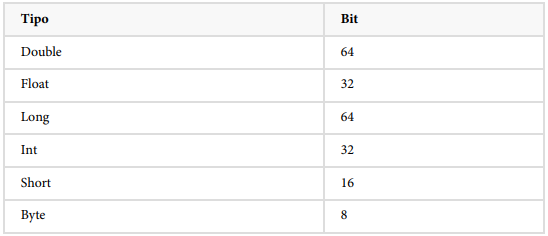 Tipo Bit
Double 64
Float 32
Long 64
Int 32
Short 16
Byte 8